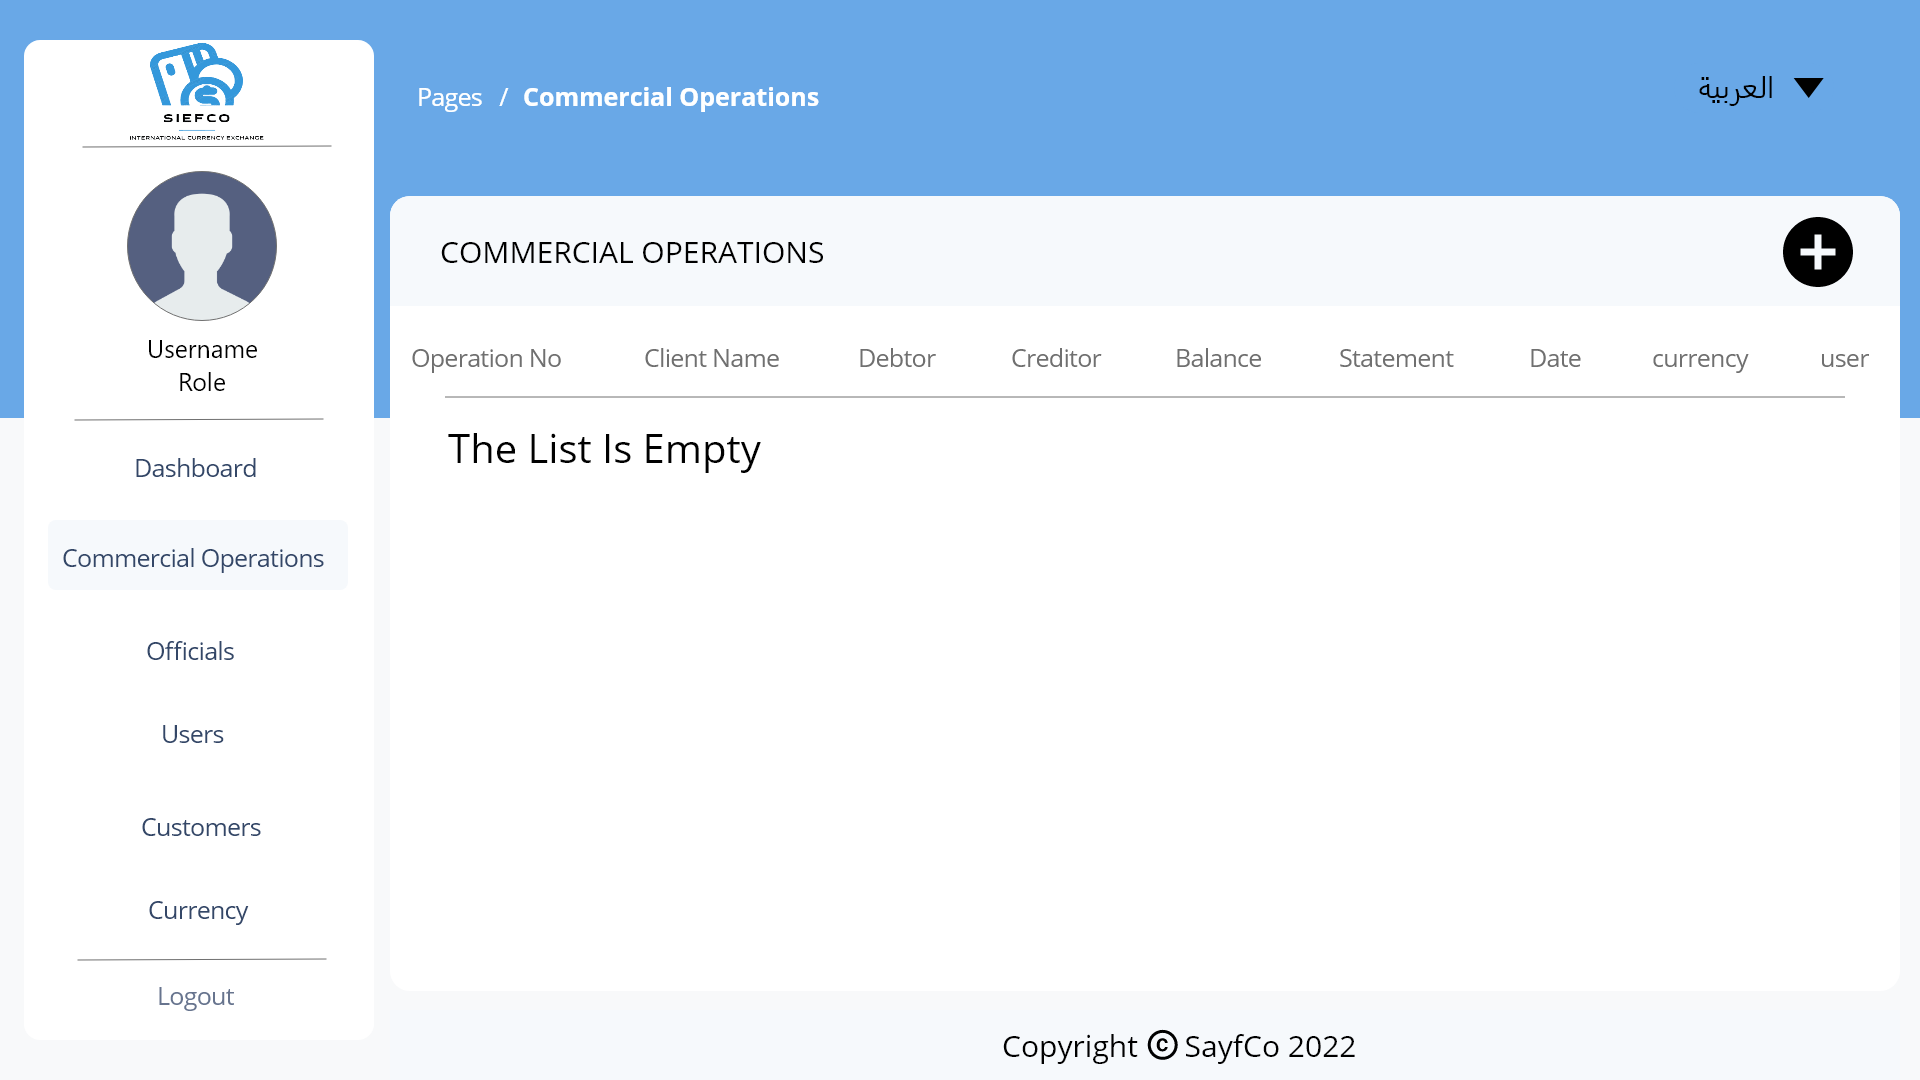 SIEFCO
INTERNATIONAL CURRENCY EXCHANGE
Username
Role
Dashboard
Commercial Operations
Officials
Users
Customers
Currency
Logout
Pages / Commercial Operations
العربية
COMMERCIAL OPERATIONS
Operation No Client Name Debtor Creditor Balance Statement Date currency user
The List Is Empty
Copyright © SayfCo 2022